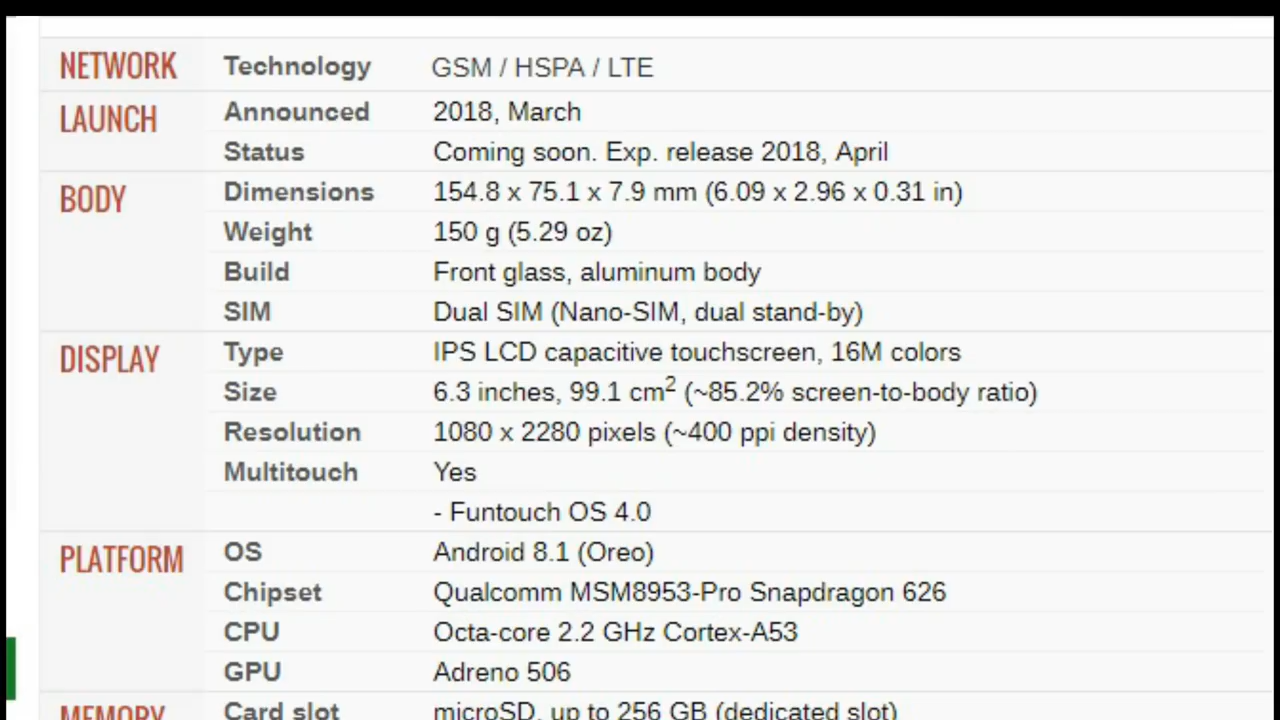 NETWORK Technology GSM / HSPA / LTE
LAUNCH Announced 2018, March
Status Coming soon. Exp. release 2018, April
BODY Dimensions 154.8 x 75.1 x 7.9 mm (6.09 x 2.96 x 0.31 in)
Weight 150 g (5.29 oz)
Build Front glass, aluminum body
SIM Dual SIM (Nano-SIM, dual stand-by)
DISPLAY Type IPS LCD capacitive touchscreen, 16M colors
Size 6.3 inches, 99.1 cm² (~85.2% screen-to-body ratio)
Resolution 1080 x 2280 pixels (~400 ppi density)
Multitouch Yes
- Funtouch OS 4.0
PLATFORM OS Android 8.1 (Oreo)
Chipset Qualcomm MSM8953-Pro Snapdragon 626
CPU Octa-core 2.2 GHz Cortex-A53
GPU Adreno 506
MEMORY Card slot microSD, up to 256 GB (dedicated slot)